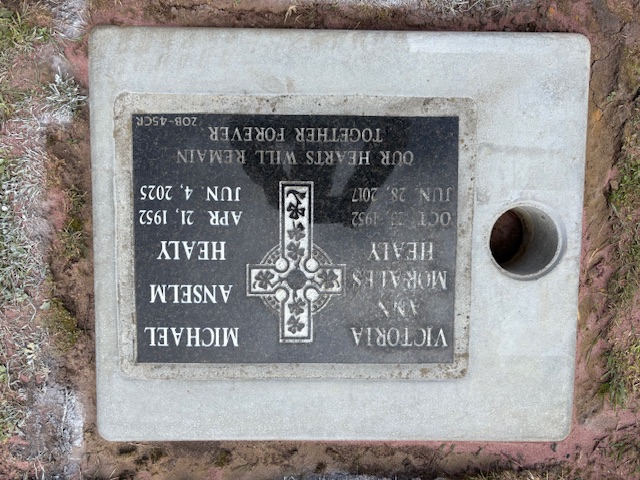 VICTORIA
ANN
MORALES
HEALY
OCT. 23, 1952
JUN. 28, 2017
MICHAEL
ANSELM
HEALY
APR. 21, 1952
JUN. 4, 2025
OUR HEARTS WILL REMAIN
TOGETHER FOREVER
20B-45CR